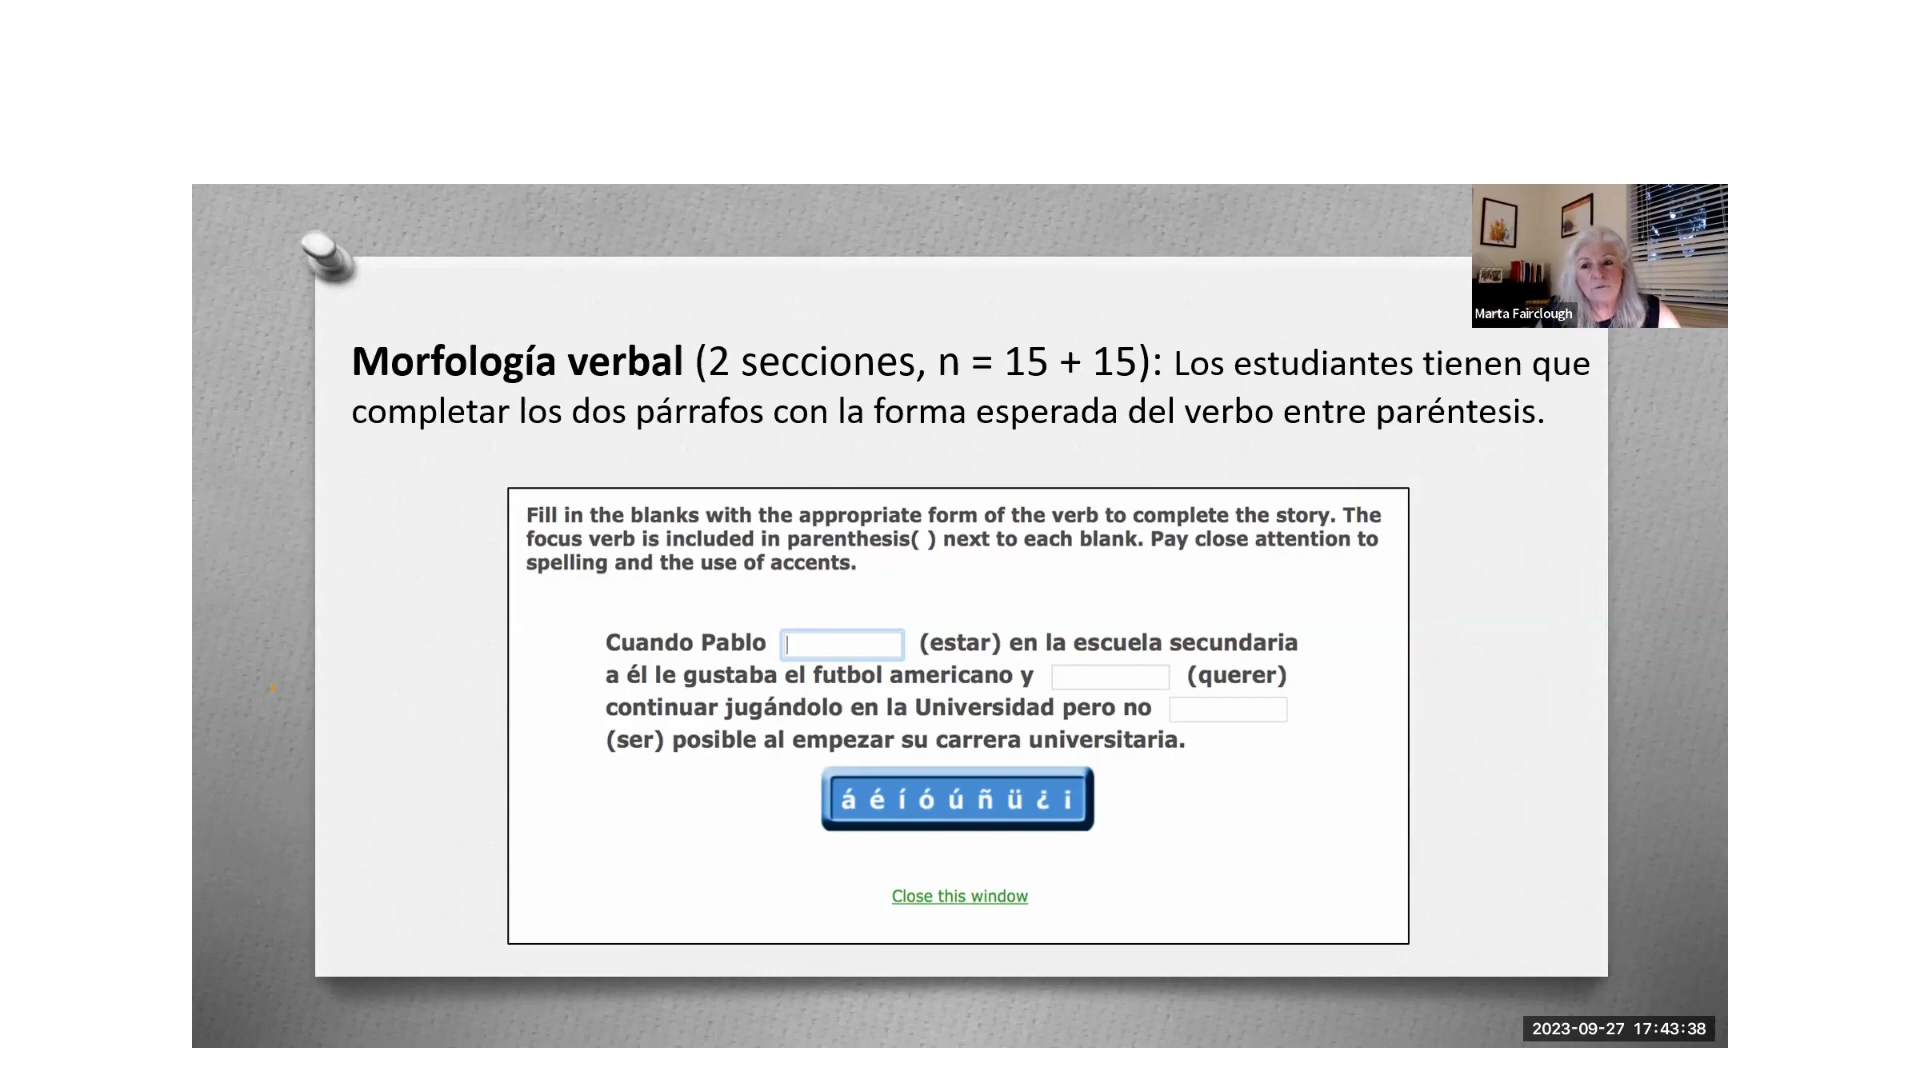 Marta Fairclough
Morfología verbal (2 secciones, n = 15 + 15): Los estudiantes tienen que
completar los dos párrafos con la forma esperada del verbo entre paréntesis.
Fill in the blanks with the appropriate form of the verb to complete the story. The
focus verb is included in parenthesis( ) next to each blank. Pay close attention to
spelling and the use of accents.
Cuando Pablo (estar) en la escuela secundaria
a él le gustaba el futbol americano y (querer)
continuar jugándolo en la Universidad pero no
(ser) posible al empezar su carrera universitaria.
á é í ó ú ñ ü ¿ ¡
Close this window
2023-09-27 17:43:38